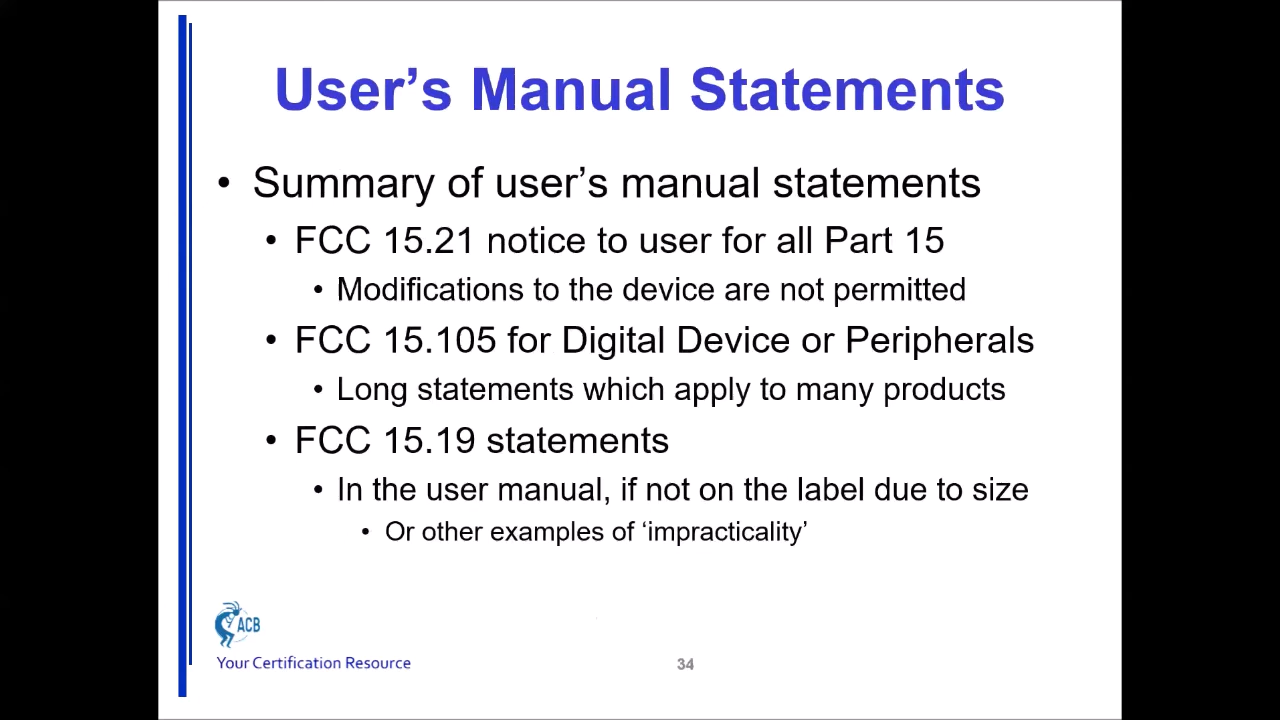 User’s Manual Statements
• Summary of user’s manual statements
• FCC 15.21 notice to user for all Part 15
• Modifications to the device are not permitted
• FCC 15.105 for Digital Device or Peripherals
• Long statements which apply to many products
• FCC 15.19 statements
• In the user manual, if not on the label due to size
• Or other examples of ‘impracticality’
ACB
Your Certification Resource
34